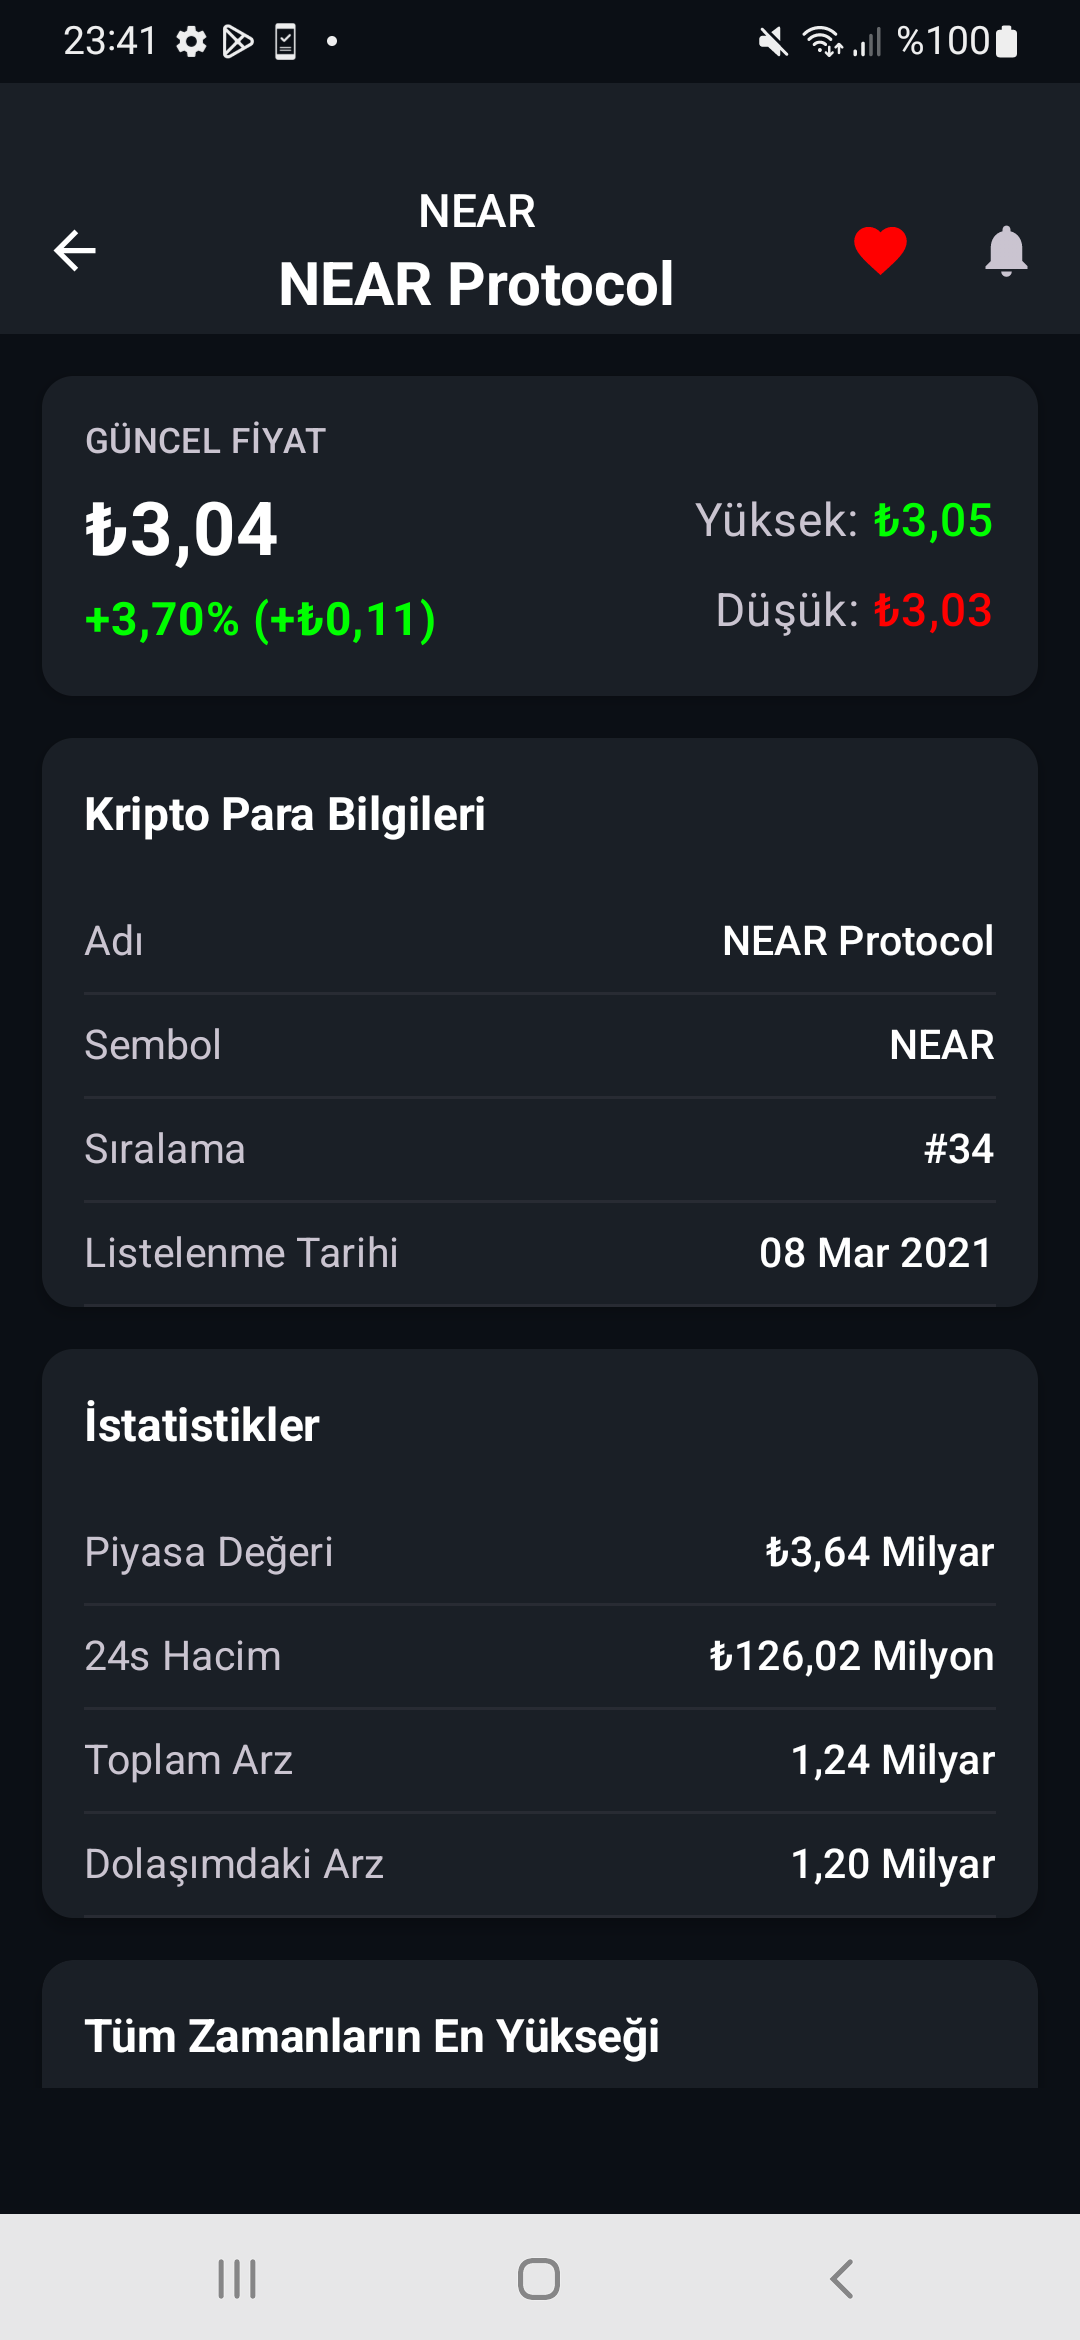 23:41
%100
NEAR
NEAR Protocol
GÜNCEL FİYAT
₺3,04
Yüksek: ₺3,05
+3,70% (+₺0,11)
Düşük: ₺3,03
Kripto Para Bilgileri
Adı NEAR Protocol
Sembol NEAR
Sıralama #34
Listelenme Tarihi 08 Mar 2021
İstatistikler
Piyasa Değeri ₺3,64 Milyar
24s Hacim ₺126,02 Milyon
Toplam Arz 1,24 Milyar
Dolaşımdaki Arz 1,20 Milyar
Tüm Zamanların En Yükseği